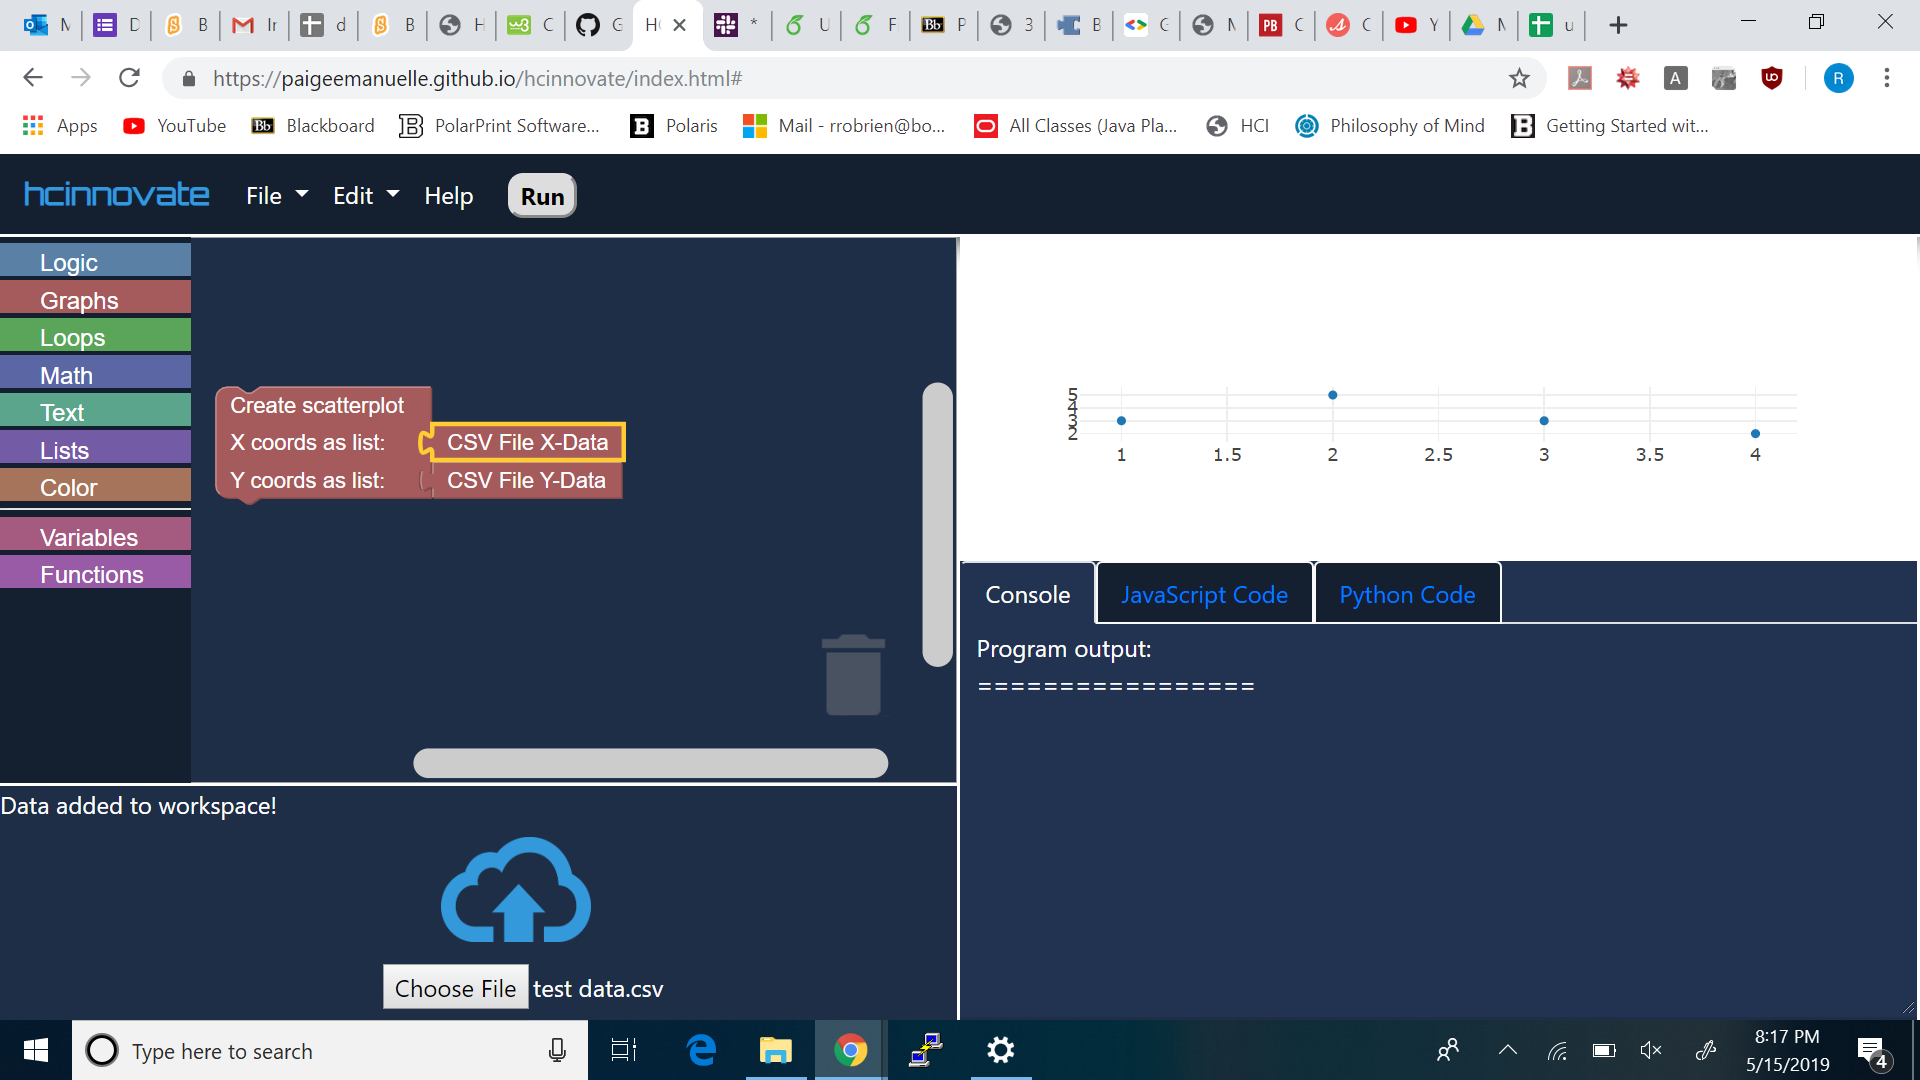 M D B In d B H C G HC * U F P 3 B C M C C Y M u
https://paigeemanuelle.github.io/hcinnovate/index.html#
A R
Apps YouTube Blackboard PolarPrint Software... Polaris Mail - rrobrien@bo... All Classes (Java Pla... HCI Philosophy of Mind Getting Started wit...
hcinnovate File Edit Help Run
Logic
Graphs
Loops
Math
Text
Lists
Color
Variables
Functions
Create scatterplot
X coords as list: CSV File X-Data
Y coords as list: CSV File Y-Data
5
4
3
2
1 1.5 2 2.5 3 3.5 4
Console JavaScript Code Python Code
Program output:
=================
Data added to workspace!
Choose File test data.csv
Type here to search
8:17 PM
5/15/2019
4